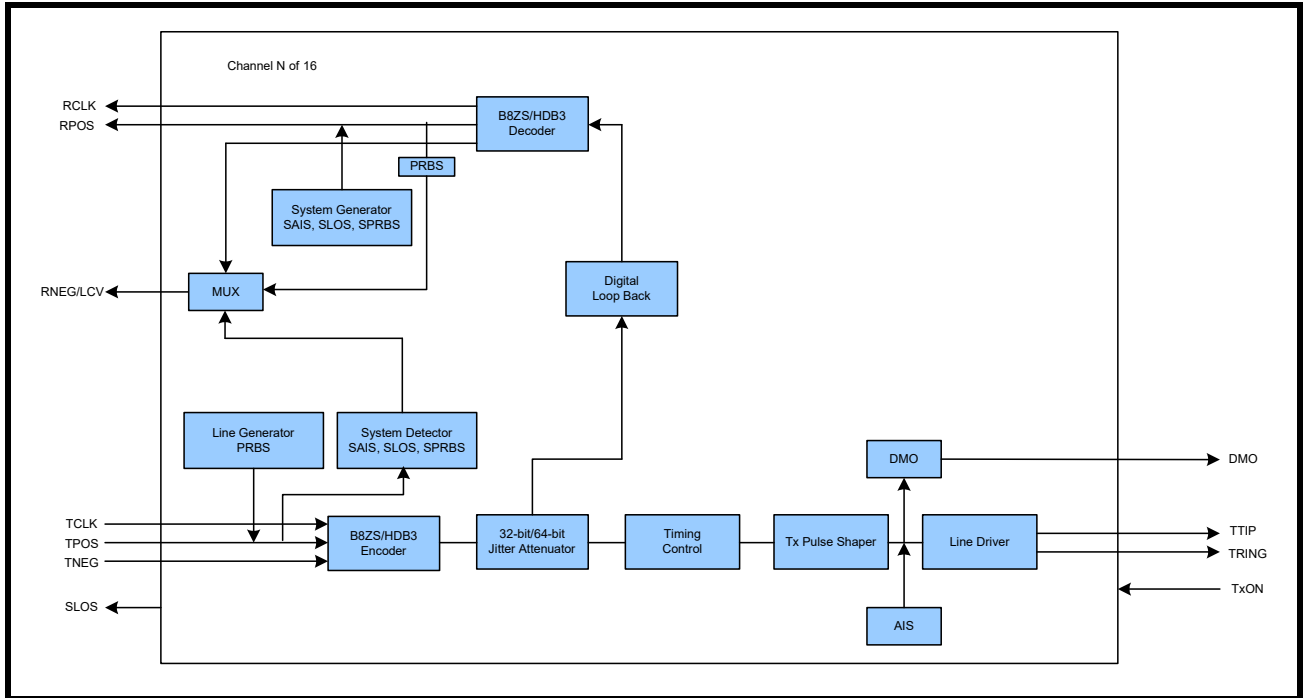 Channel N of 16
RCLK
RPOS
B8ZS/HDB3
Decoder
PRBS
System Generator
SAIS, SLOS, SPRBS
RNEG/LCV
MUX
Digital
Loop Back
Line Generator
PRBS
System Detector
SAIS, SLOS, SPRBS
DMO
DMO
TCLK
TPOS
TNEG
B8ZS/HDB3
Encoder
32-bit/64-bit
Jitter Attenuator
Timing
Control
Tx Pulse Shaper
Line Driver
TTIP
TRING
TxON
SLOS
AIS